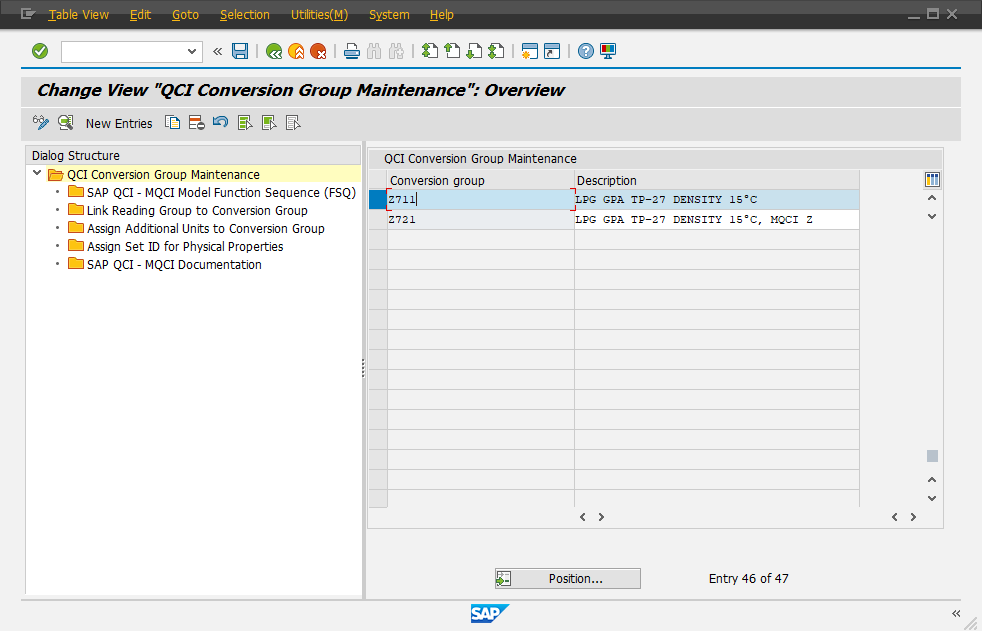 Table View Edit Goto Selection Utilities(M) System Help
Change View "QCI Conversion Group Maintenance": Overview
New Entries
Dialog Structure
QCI Conversion Group Maintenance
SAP QCI - MQCI Model Function Sequence (FSQ)
Link Reading Group to Conversion Group
Assign Additional Units to Conversion Group
Assign Set ID for Physical Properties
SAP QCI - MQCI Documentation
QCI Conversion Group Maintenance
Conversion group Description
Z711 LPG GPA TP-27 DENSITY 15°C
Z721 LPG GPA TP-27 DENSITY 15°C, MQCI Z
Position... Entry 46 of 47
SAP